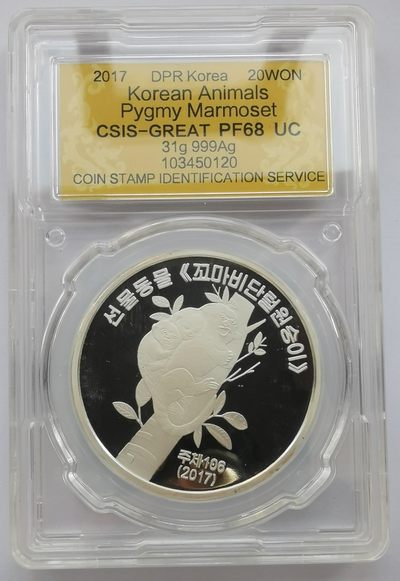 2017 DPR Korea 20WON
Korean Animals
Pygmy Marmoset
CSIS-GREAT PF68 UC
31g 999Ag
103450120
COIN STAMP IDENTIFICATION SERVICE
선물동물 《꼬마비단털원숭이》
주체106
(2017)